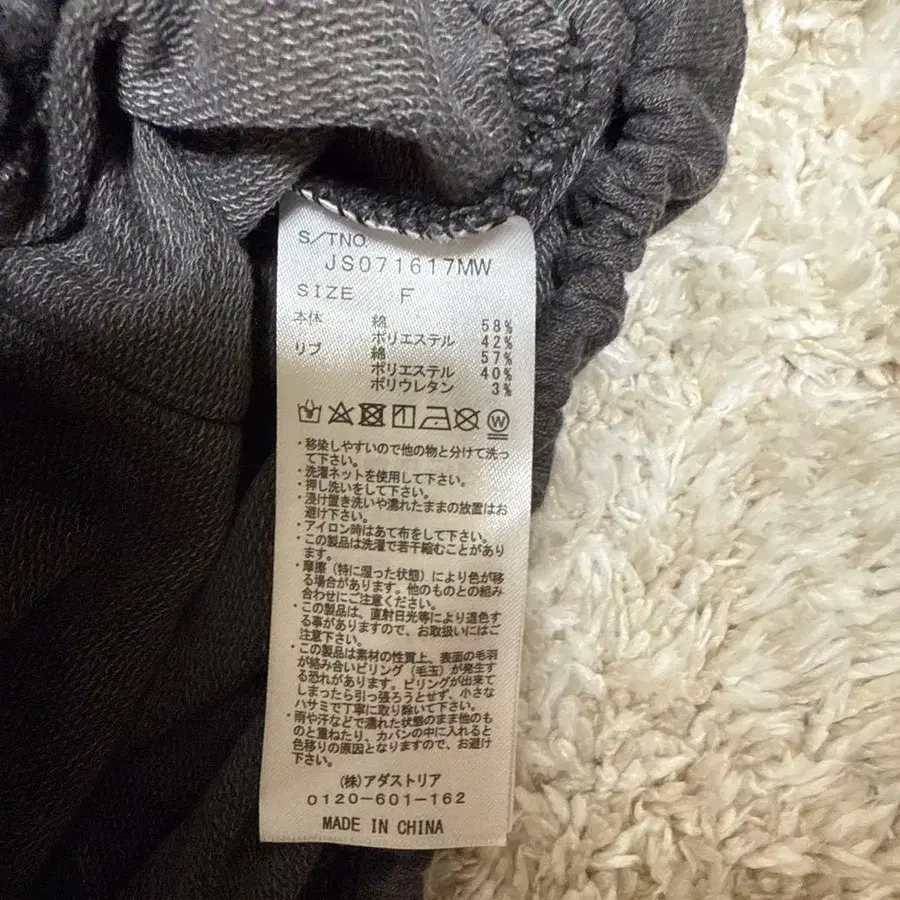 S/TNO.
JS071617MW
SIZE F
本体 綿 58%
ポリエステル 42%
リブ 綿 57%
ポリエステル 40%
ポリウレタン 3%
W
・移染しやすいので他の物と分けて洗っ
て下さい。
・洗濯ネットを使用して下さい。
・押し洗いをして下さい。
・浸け置き洗いや濡れたままの放置はお
避け下さい。
・アイロン時はあて布をして下さい。
・この製品は洗濯で若干縮むことがあり
ます。
・摩擦（特に湿った状態）により色が移
る場合があります。他のものとの組み
合わせにご注意ください。
・この製品は、直射日光等により退色す
る事がありますので、お取扱いにはご
注意下さい。
・この製品は素材の性質上、表面の毛羽
が絡み合いピリング（毛玉）が発生す
る恐れがあります。ピリングが出来て
しまったら引っ張ろうとせず、小さな
ハサミで丁寧に取り除いて下さい。
・雨や汗などで濡れた状態のまま他のも
のと重ねたり、カバンの中に入れると
色移りの原因となりますので、お避け
下さい。
（株）アダストリア
0120-601-162
MADE IN CHINA